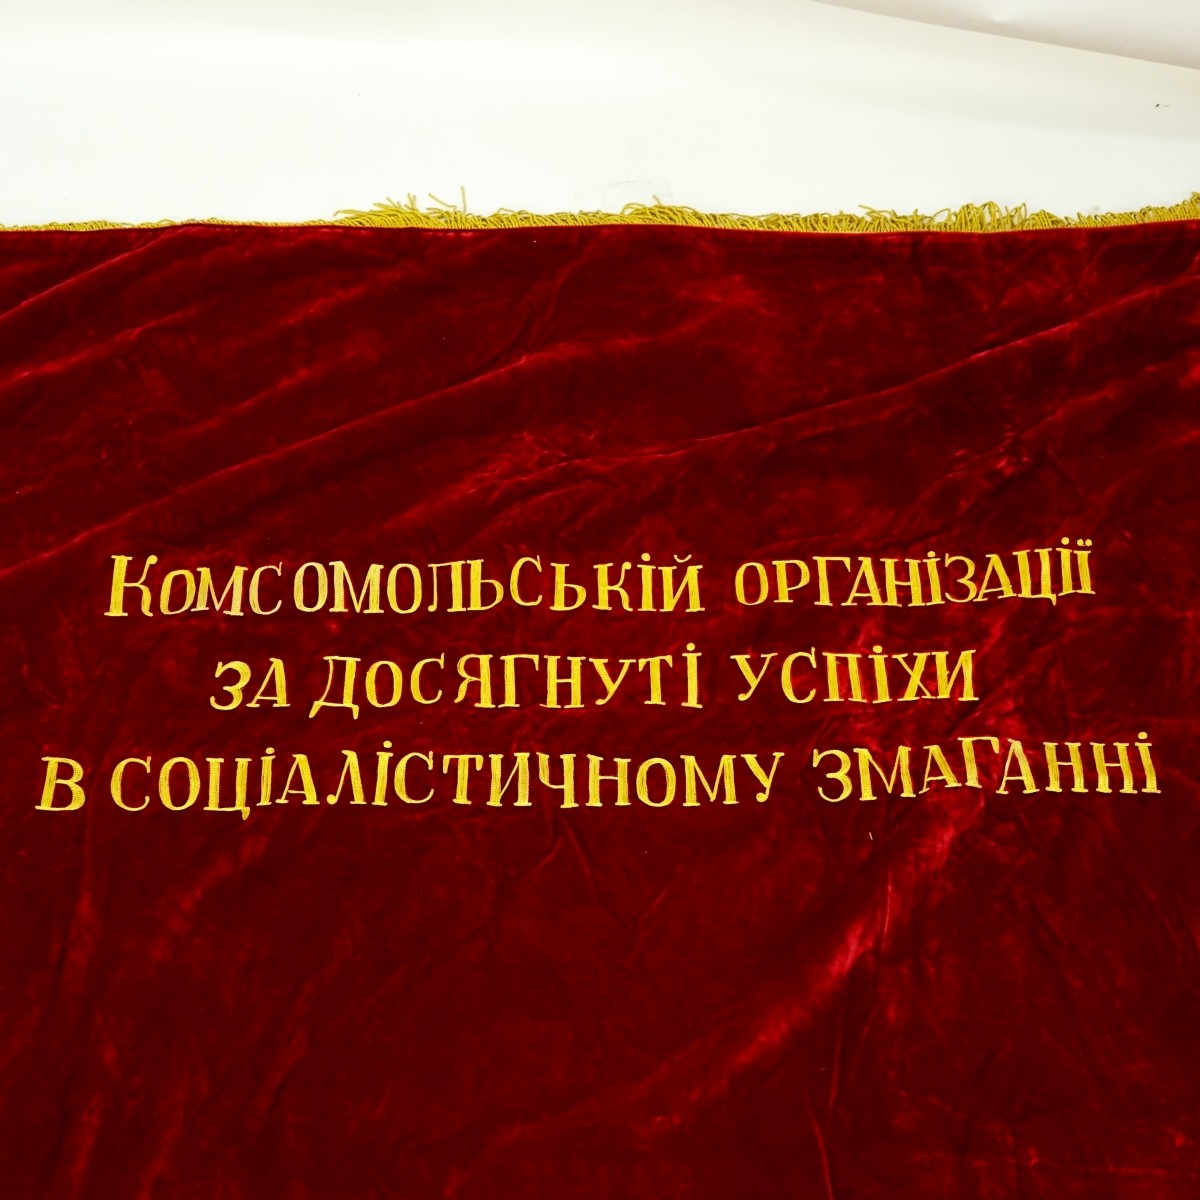 Комсомольській організації
за досягнуті успіхи
в соціалістичному змаганні